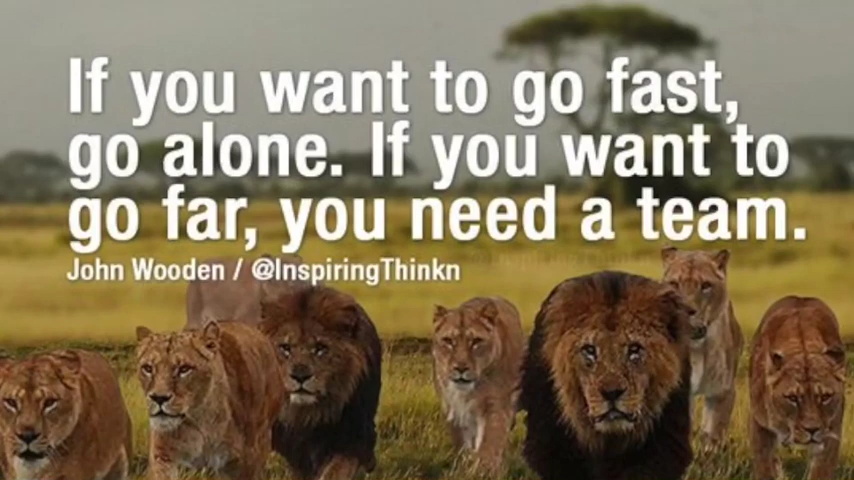 If you want to go fast,
go alone. If you want to
go far, you need a team.
John Wooden / @InspiringThinkn